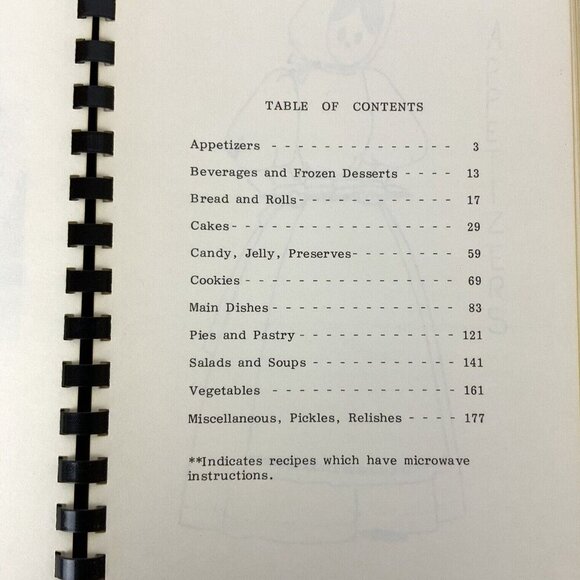 TABLE OF CONTENTS
Appetizers - - - - - - - - - - - - - - 3
Beverages and Frozen Desserts - - - - 13
Bread and Rolls- - - - - - - - - - - - 17
Cakes- - - - - - - - - - - - - - - - - 29
Candy, Jelly, Preserves- - - - - - - - 59
Cookies - - - - - - - - - - - - - - - 69
Main Dishes - - - - - - - - - - - - - 83
Pies and Pastry - - - - - - - - - - - 121
Salads and Soups - - - - - - - - - - - 141
Vegetables - - - - - - - - - - - - - 161
Miscellaneous, Pickles, Relishes - - - - 177
**Indicates recipes which have microwave
instructions.